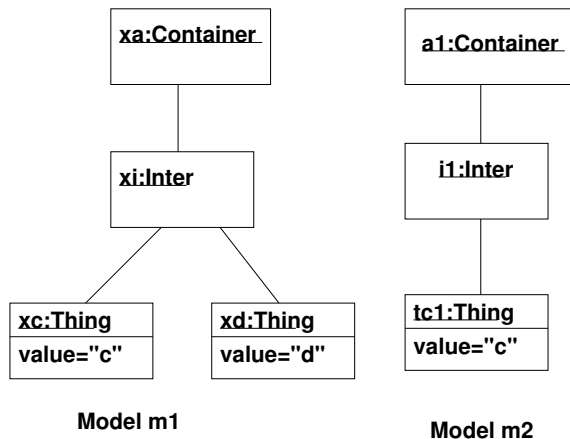 xa:Container
xi:Inter
xc:Thing
value="c"
xd:Thing
value="d"
Model m1
a1:Container
i1:Inter
tc1:Thing
value="c"
Model m2